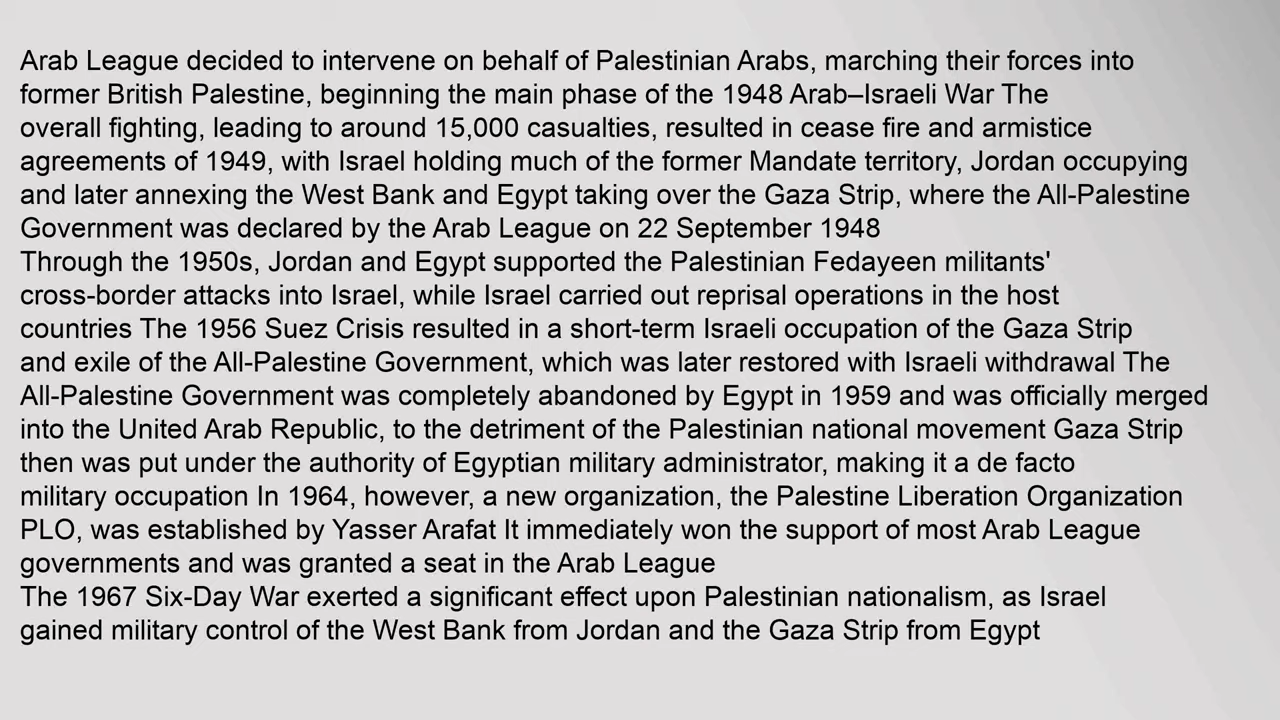 Arab League decided to intervene on behalf of Palestinian Arabs, marching their forces into
former British Palestine, beginning the main phase of the 1948 Arab–Israeli War The
overall fighting, leading to around 15,000 casualties, resulted in cease fire and armistice
agreements of 1949, with Israel holding much of the former Mandate territory, Jordan occupying
and later annexing the West Bank and Egypt taking over the Gaza Strip, where the All-Palestine
Government was declared by the Arab League on 22 September 1948
Through the 1950s, Jordan and Egypt supported the Palestinian Fedayeen militants'
cross-border attacks into Israel, while Israel carried out reprisal operations in the host
countries The 1956 Suez Crisis resulted in a short-term Israeli occupation of the Gaza Strip
and exile of the All-Palestine Government, which was later restored with Israeli withdrawal The
All-Palestine Government was completely abandoned by Egypt in 1959 and was officially merged
into the United Arab Republic, to the detriment of the Palestinian national movement Gaza Strip
then was put under the authority of Egyptian military administrator, making it a de facto
military occupation In 1964, however, a new organization, the Palestine Liberation Organization
PLO, was established by Yasser Arafat It immediately won the support of most Arab League
governments and was granted a seat in the Arab League
The 1967 Six-Day War exerted a significant effect upon Palestinian nationalism, as Israel
gained military control of the West Bank from Jordan and the Gaza Strip from Egypt